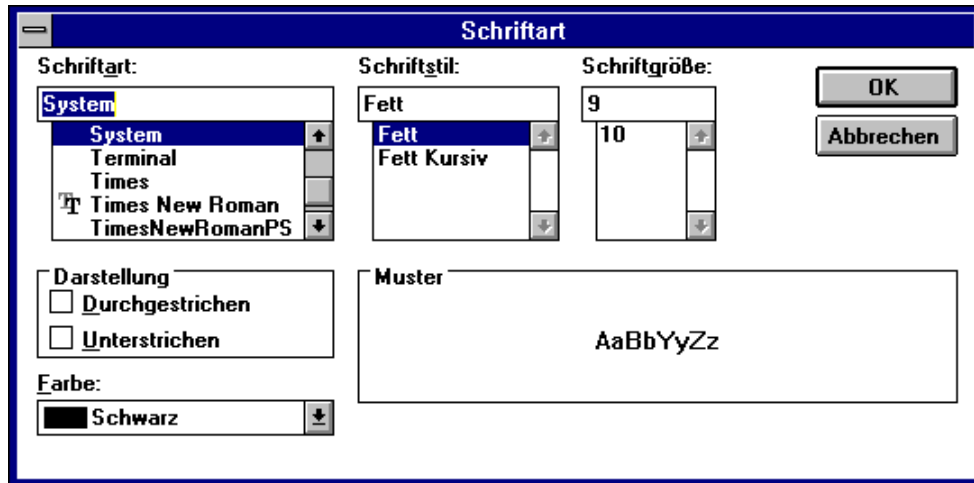 Schriftart
Schriftart:
System
System
Terminal
Times
Times New Roman
TimesNewRomanPS
Schriftstil:
Fett
Fett
Fett Kursiv
Schriftgröße:
9
10
OK
Abbrechen
Darstellung
Durchgestrichen
Unterstrichen
Farbe:
Schwarz
Muster
AaBbYyZz